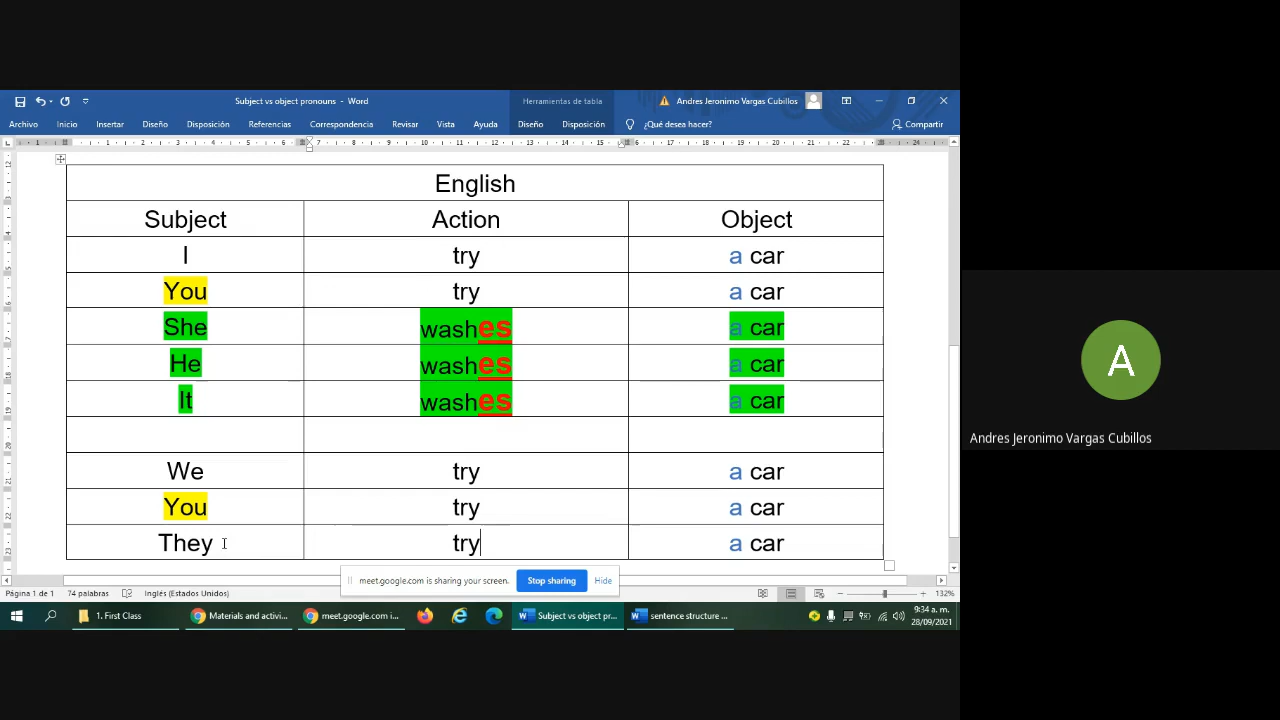 Subject vs object pronouns - Word
Herramientas de tabla
Andres Jeronimo Vargas Cubillos
Archivo Inicio Insertar Diseño Disposición Referencias Correspondencia Revisar Vista Ayuda Diseño Disposición ¿Qué desea hacer? Compartir
English
Subject Action Object
I try a car
You try a car
She washes a car
He washes a car
It washes a car
We try a car
You try a car
They try a car
A
Andres Jeronimo Vargas Cubillos
meet.google.com is sharing your screen. Stop sharing Hide
Página 1 de 1 74 palabras Inglés (Estados Unidos) 132%
1. First Class Materials and activi... meet.google.com i... Subject vs object pr... sentence structure ...
9:34 a. m.
28/09/2021